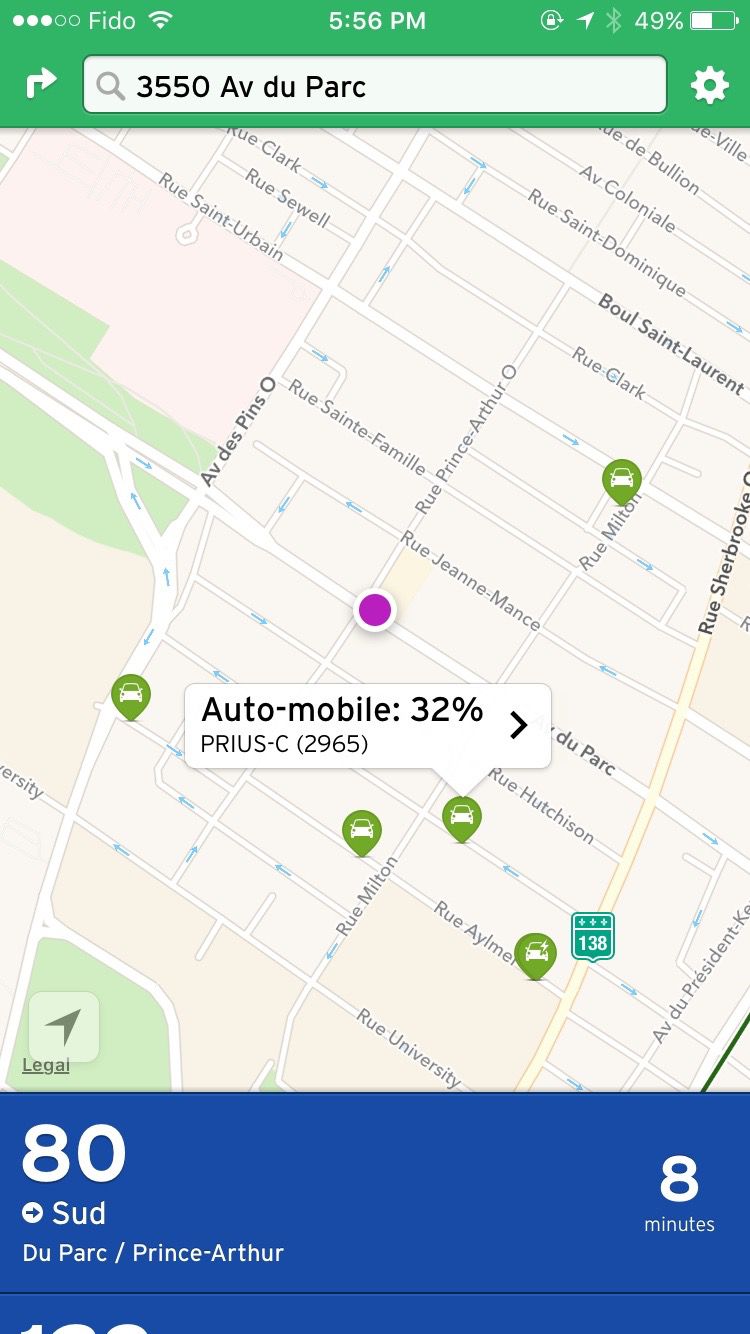 Fido
5:56 PM
49%
3550 Av du Parc
Rue Clark
Rue de Bullion
Rue Sewell
Av Coloniale
Rue Saint-Urbain
Rue Saint-Dominique
Boul Saint-Laurent
Rue Clark
Av des Pins O
Rue Sainte-Famille
Rue Prince-Arthur O
Rue Milton
Rue Sherbrooke O
Rue Jeanne-Mance
Auto-mobile: 32%
PRIUS-C (2965)
du Parc
Rue Hutchison
Rue Milton
Rue Aylmer
138
Av du Président-Ke
Rue University
Legal
80
Sud
Du Parc / Prince-Arthur
8
minutes